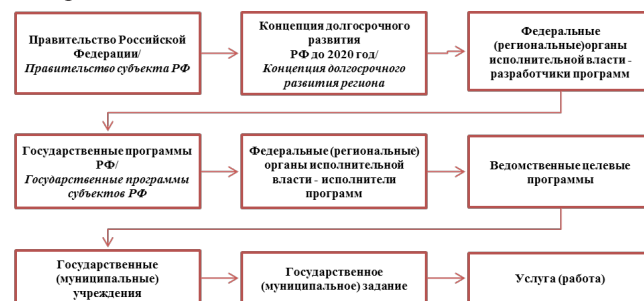 Правительство Российской
Федерации/
Правительство субъекта РФ
Концепция долгосрочного
развития
РФ до 2020 год/
Концепция долгосрочного
развития региона
Федеральные
(региональные)органы
исполнительной власти -
разработчики программ
Государственные программы
РФ/
Государственные программы
субъектов РФ
Федеральные (региональные)
органы исполнительной
власти - исполнители
программ
Ведомственные целевые
программы
Государственные
(муниципальные)
учреждения
Государственное
(муниципальное) задание
Услуга (работа)